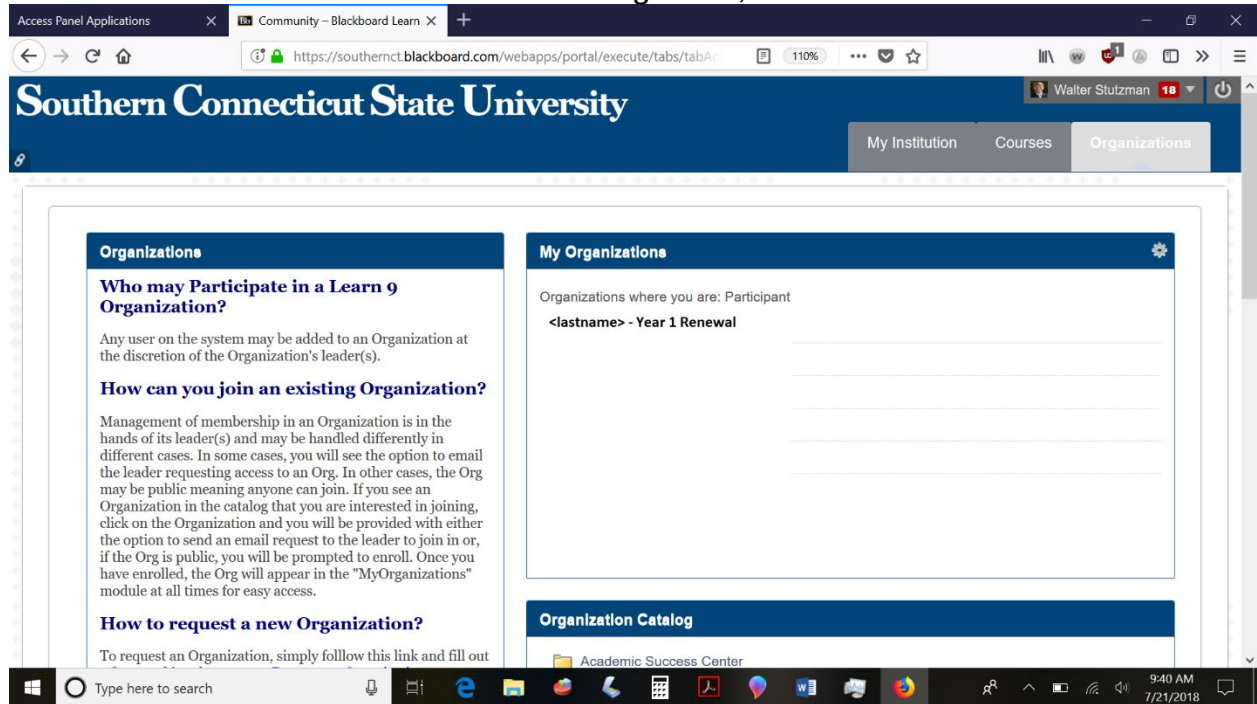 Access Panel Applications
Community – Blackboard Learn
https://southernct.blackboard.com/webapps/portal/execute/tabs/tabAc
110%
Southern Connecticut State University
Walter Stutzman 18
My Institution
Courses
Organizations
Organizations
Who may Participate in a Learn 9
Organization?
Any user on the system may be added to an Organization at
the discretion of the Organization's leader(s).
How can you join an existing Organization?
Management of membership in an Organization is in the
hands of its leader(s) and may be handled differently in
different cases. In some cases, you will see the option to email
the leader requesting access to an Org. In other cases, the Org
may be public meaning anyone can join. If you see an
Organization in the catalog that you are interested in joining,
click on the Organization and you will be provided with either
the option to send an email request to the leader to join in or,
if the Org is public, you will be prompted to enroll. Once you
have enrolled, the Org will appear in the "MyOrganizations"
module at all times for easy access.
How to request a new Organization?
To request an Organization, simply folllow this link and fill out
My Organizations
Organizations where you are: Participant
<lastname> - Year 1 Renewal
Organization Catalog
Academic Success Center
Type here to search
9:40 AM
7/21/2018